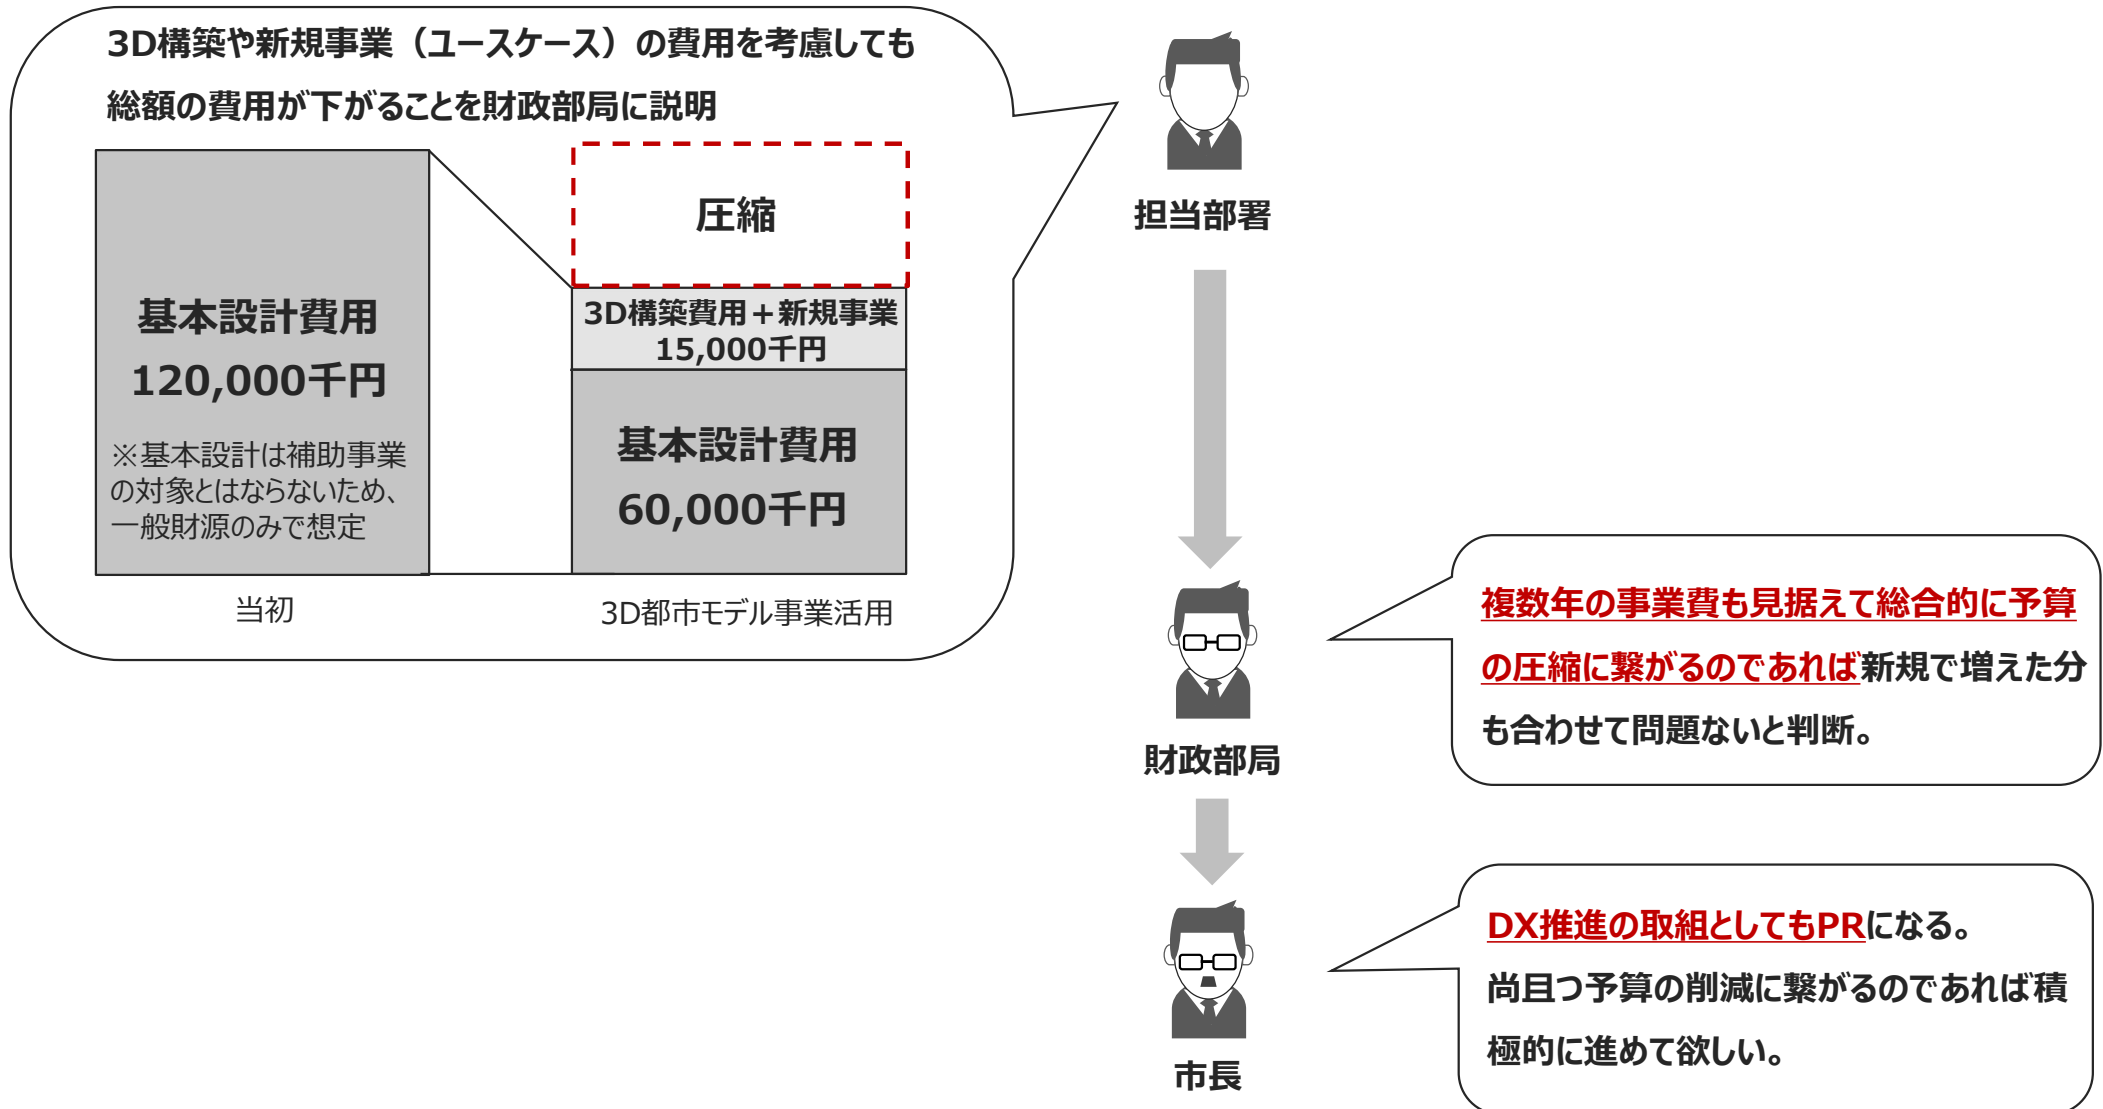 3D構築や新規事業（ユースケース）の費用を考慮しても
総額の費用が下がることを財政部局に説明
基本設計費用
120,000千円
※基本設計は補助事業
の対象とはならないため、
一般財源のみで想定
当初
圧縮
3D構築費用＋新規事業
15,000千円
基本設計費用
60,000千円
3D都市モデル事業活用
担当部署
財政部局
複数年の事業費も見据えて総合的に予算
の圧縮に繋がるのであれば新規で増えた分
も合わせて問題ないと判断。
市長
DX推進の取組としてもPRになる。
尚且つ予算の削減に繋がるのであれば積
極的に進めて欲しい。